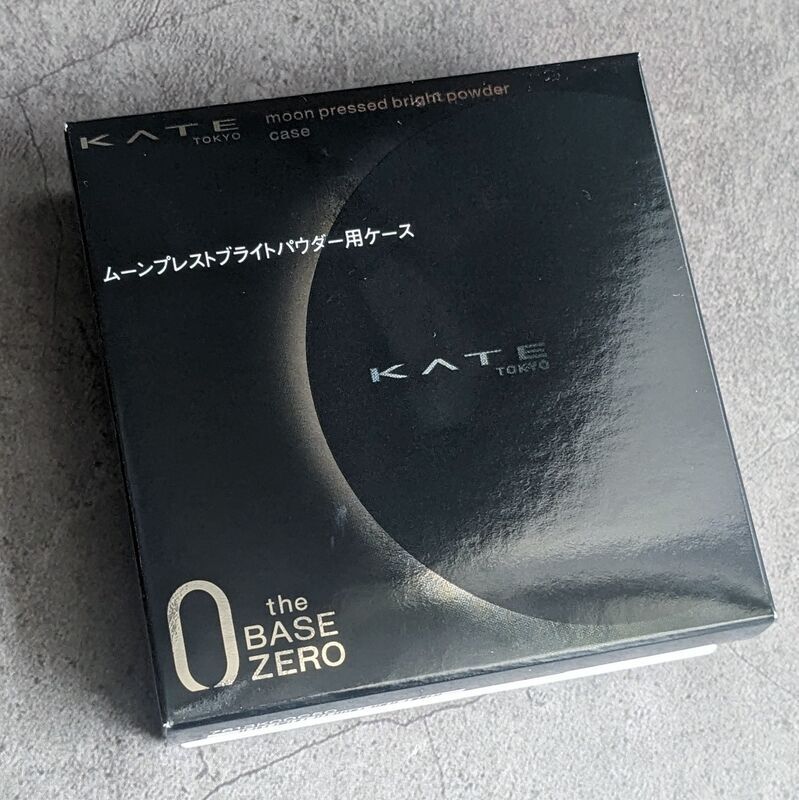 KATE
TOKYO
moon pressed bright powder
case
ムーンプレストブライトパウダー用ケース
KATE
TOKYO
0
the
BASE
ZERO